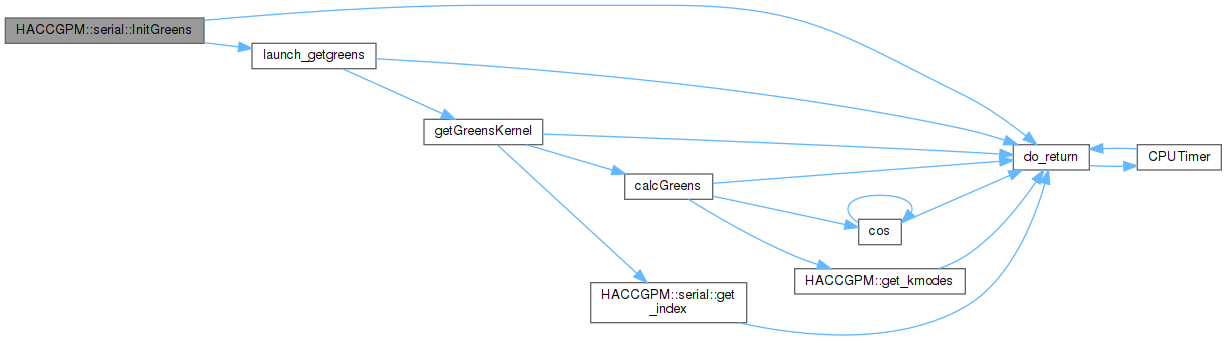 HACCGPM::serial::InitGreens
launch_getgreens
getGreensKernel
do_return
CPUTimer
calcGreens
cos
HACCGPM::get_kmodes
HACCGPM::serial::get
_index